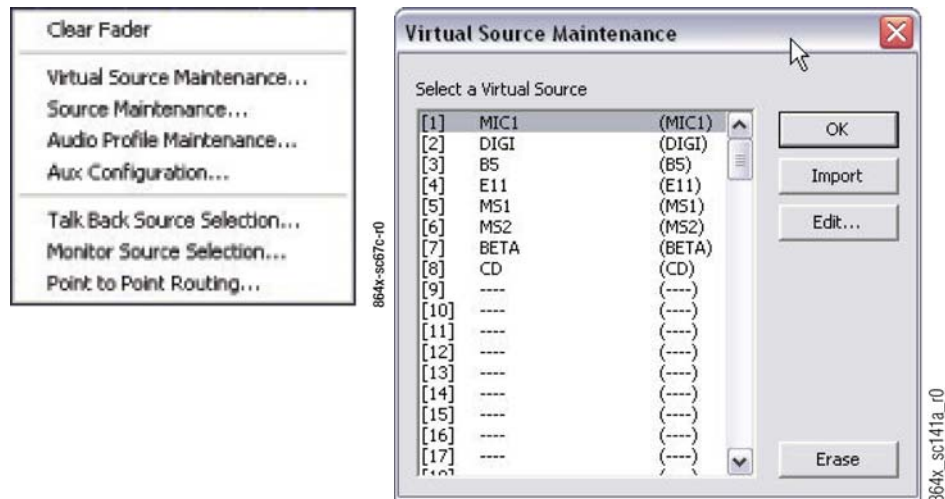 Clear Fader
Virtual Source Maintenance...
Source Maintenance...
Audio Profile Maintenance...
Aux Configuration...
Talk Back Source Selection...
Monitor Source Selection...
Point to Point Routing...
864x-sc67c-r0
Virtual Source Maintenance
Select a Virtual Source
[1] MIC1 (MIC1)
[2] DIGI (DIGI)
[3] B5 (B5)
[4] E11 (E11)
[5] MS1 (MS1)
[6] MS2 (MS2)
[7] BETA (BETA)
[8] CD (CD)
[9] ---- (----)
[10] ---- (----)
[11] ---- (----)
[12] ---- (----)
[13] ---- (----)
[14] ---- (----)
[15] ---- (----)
[16] ---- (----)
[17] ---- (----)
OK
Import
Edit...
Erase
864x_sc141a_r0